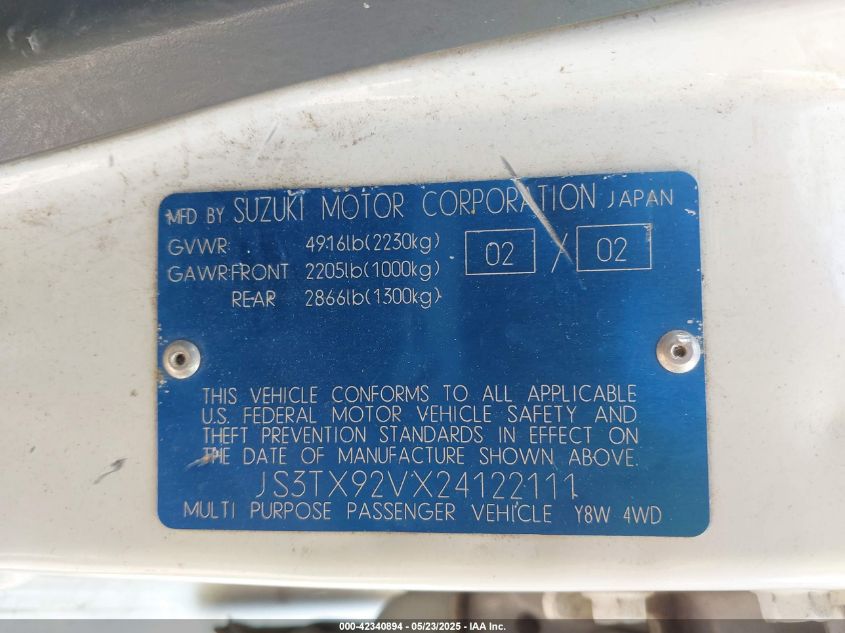 MFD BY SUZUKI MOTOR CORPORATION JAPAN
GVWR: 4916lb(2230kg) 02 / 02
GAWR:FRONT 2205lb(1000kg)
REAR 2866lb(1300kg)
THIS VEHICLE CONFORMS TO ALL APPLICABLE
U.S. FEDERAL MOTOR VEHICLE SAFETY AND
THEFT PREVENTION STANDARDS IN EFFECT ON
THE DATE OF MANUFACTURE SHOWN ABOVE.
JS3TX92VX24122111
MULTI PURPOSE PASSENGER VEHICLE Y8W 4WD
000-42340894 — 05/23/2025 — IAA Inc.